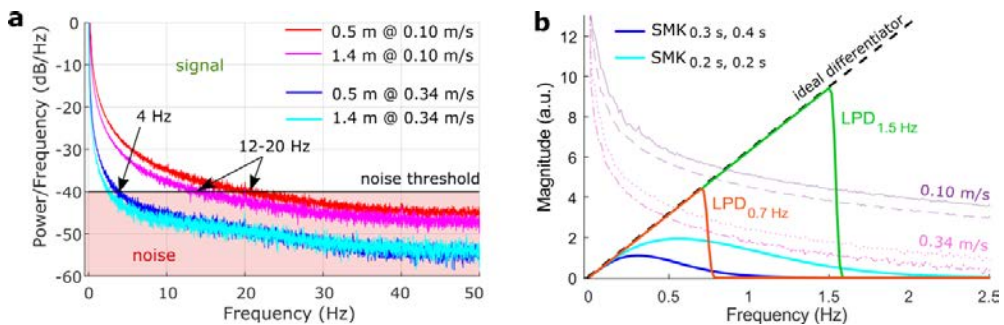 a
Power/Frequency (dB/Hz)
0
-10
-20
-30
-40
-50
-60
signal
0.5 m @ 0.10 m/s
1.4 m @ 0.10 m/s
0.5 m @ 0.34 m/s
1.4 m @ 0.34 m/s
4 Hz
12-20 Hz
noise threshold
noise
0 10 20 30 40 50
Frequency (Hz)
b
Magnitude (a.u.)
12
10
8
6
4
2
0
SMK0.3 s, 0.4 s
SMK0.2 s, 0.2 s
ideal differentiator
LPD1.5 Hz
LPD0.7 Hz
0.10 m/s
0.34 m/s
0 0.5 1 1.5 2 2.5
Frequency (Hz)